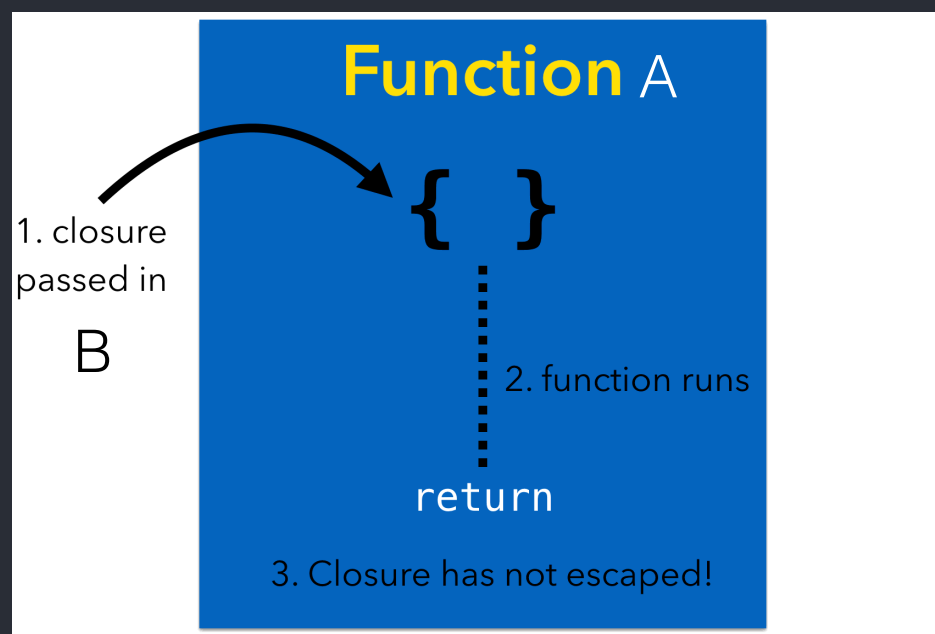 Function A
{ }
1. closure
passed in
B
2. function runs
return
3. Closure has not escaped!